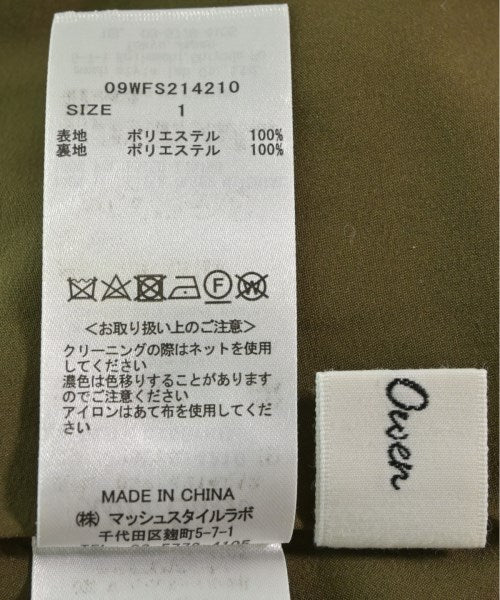 09WFS214210
SIZE 1
表地 ポリエステル 100%
裏地 ポリエステル 100%
F
W
<お取り扱い上のご注意>
クリーニングの際はネットを使用
してください
濃色は色移りすることがあります
のでご注意ください
アイロンはあて布を使用してくだ
さい
MADE IN CHINA
(株) マッシュスタイルラボ
千代田区麹町5-7-1
Owen